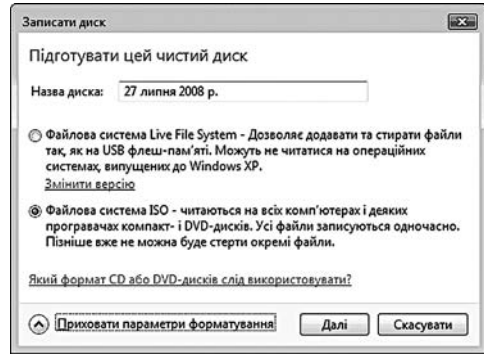 Записати диск
Підготувати цей чистий диск
Назва диска: 27 липня 2008 р.
Файлова система Live File System - Дозволяє додавати та стирати файли
так, як на USB флеш-пам'яті. Можуть не читатися на операційних
системах, випущених до Windows XP.
Змінити версію
Файлова система ISO - читаються на всіх комп'ютерах і деяких
програвачах компакт- і DVD-дисків. Усі файли записуються одночасно.
Пізніше вже не можна буде стерти окремі файли.
Який формат CD або DVD-дисків слід використовувати?
Приховати параметри форматування Далі Скасувати